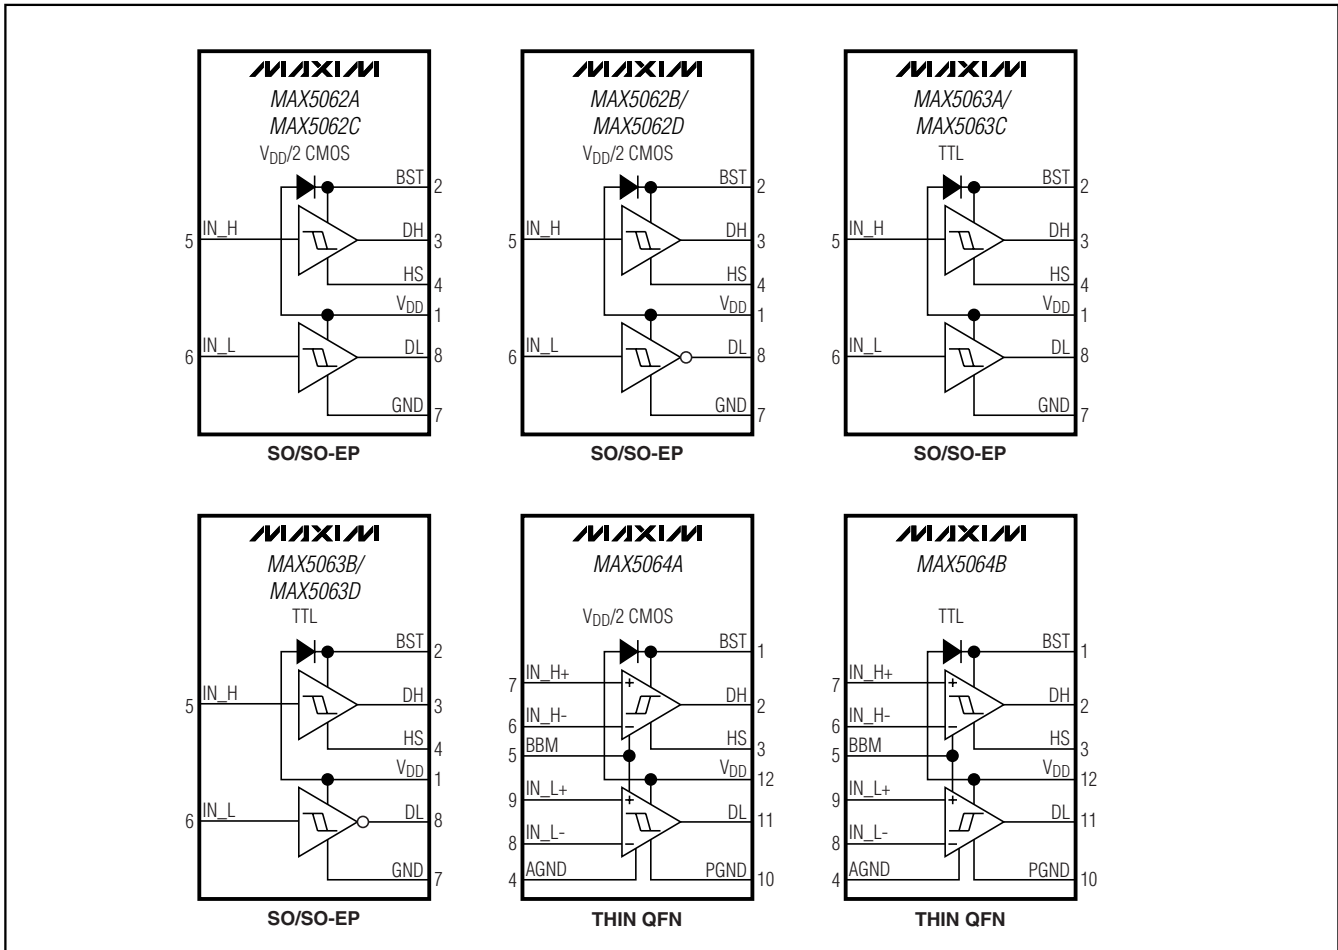 MAXIM
MAX5062A
MAX5062C
VDD/2 CMOS
BST 2
5 IN_H
DH 3
HS 4
VDD 1
6 IN_L
DL 8
GND 7
SO/SO-EP
MAXIM
MAX5062B/
MAX5062D
VDD/2 CMOS
BST 2
5 IN_H
DH 3
HS 4
VDD 1
6 IN_L
DL 8
GND 7
SO/SO-EP
MAXIM
MAX5063A/
MAX5063C
TTL
BST 2
5 IN_H
DH 3
HS 4
VDD 1
6 IN_L
DL 8
GND 7
SO/SO-EP
MAXIM
MAX5063B/
MAX5063D
TTL
BST 2
5 IN_H
DH 3
HS 4
VDD 1
6 IN_L
DL 8
GND 7
SO/SO-EP
MAXIM
MAX5064A
VDD/2 CMOS
BST 1
7 IN_H+
+
DH 2
6 IN_H-
–
HS 3
5 BBM
VDD 12
9 IN_L+
+
DL 11
8 IN_L-
–
4 AGND
PGND 10
THIN QFN
MAXIM
MAX5064B
TTL
BST 1
7 IN_H+
+
DH 2
6 IN_H-
–
HS 3
5 BBM
VDD 12
9 IN_L+
+
DL 11
8 IN_L-
–
4 AGND
PGND 10
THIN QFN